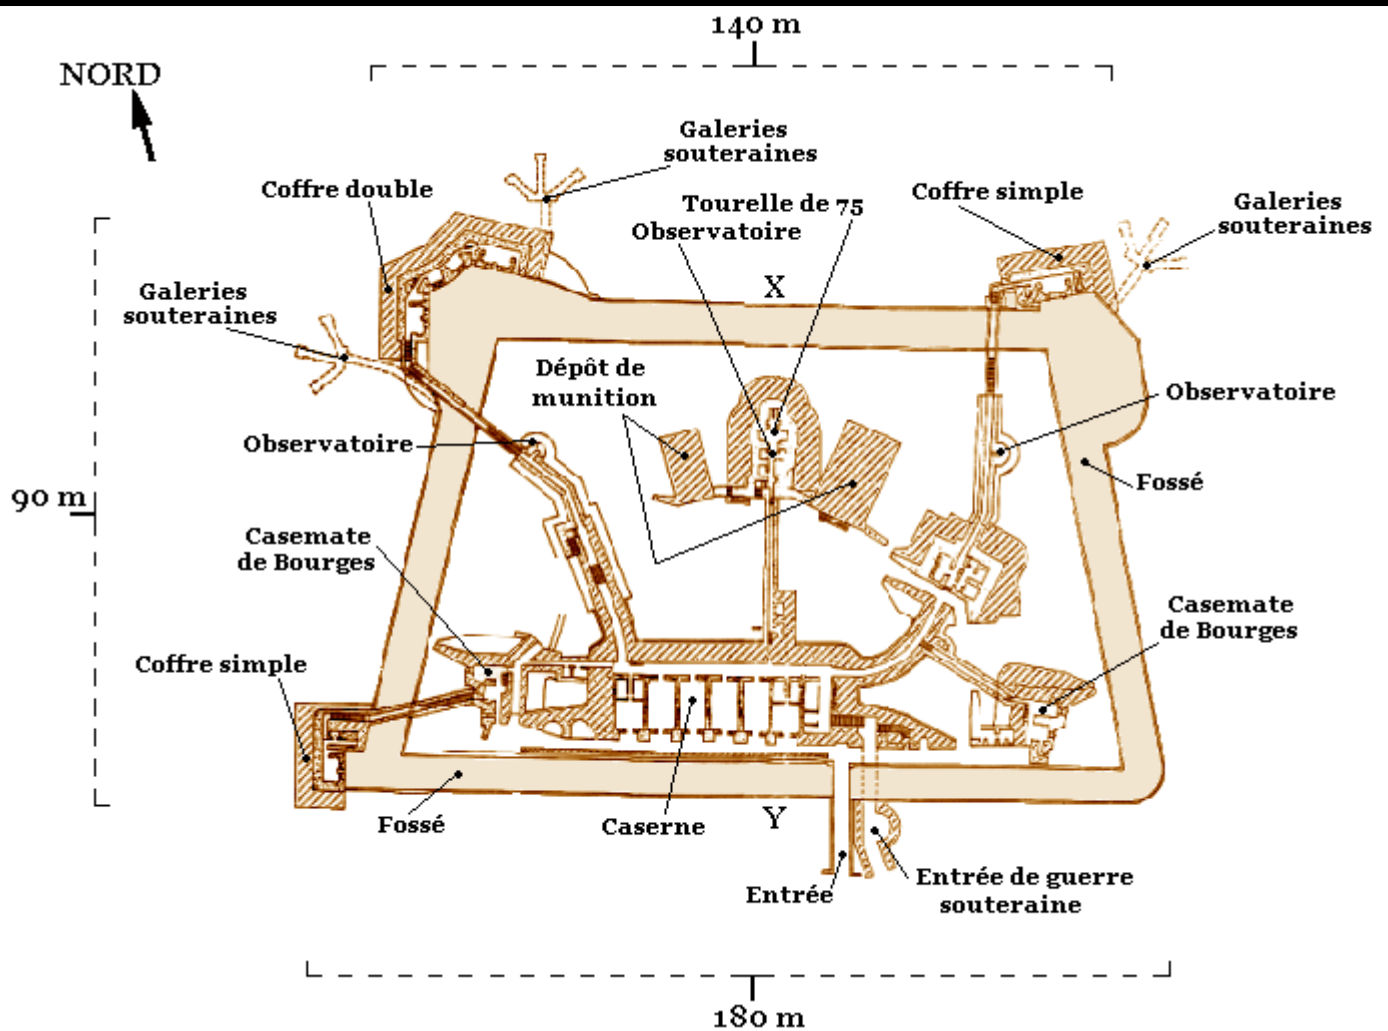 140 m
NORD
Galeries
souteraines
Coffre double
Coffre simple
Tourelle de 75
Observatoire
Galeries
souteraines
X
Galeries
souteraines
Dépôt de
munition
Observatoire
Observatoire
Fossé
90 m
Casemate
de Bourges
Casemate
de Bourges
Coffre simple
Fossé
Caserne
Y
Entrée
Entrée de guerre
souteraine
180 m